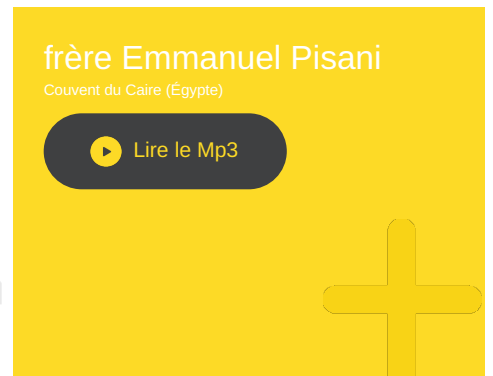 frère Emmanuel Pisani
Couvent du Caire (Égypte)
Lire le Mp3